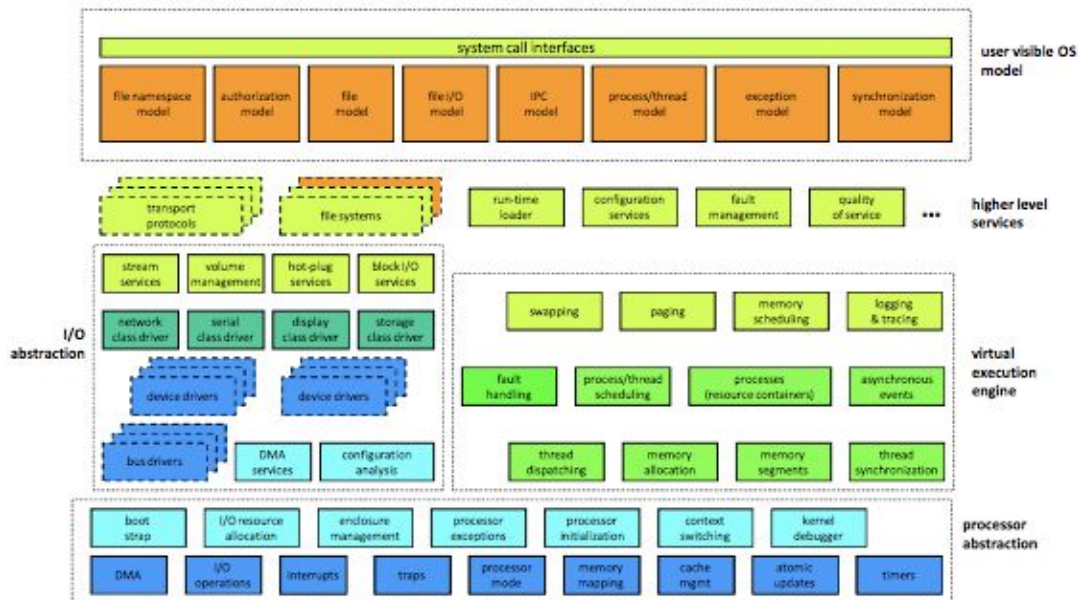 system call interfaces
user visible OS
model
file namespace
model
authorization
model
file
model
file I/O
model
IPC
model
process/thread
model
exception
model
synchronization
model
transport
protocols
file systems
run-time
loader
configuration
services
fault
management
quality
of service
...
higher level
services
stream
services
volume
management
hot-plug
services
block I/O
services
network
class driver
serial
class driver
display
class driver
storage
class driver
I/O
abstraction
device drivers
device drivers
bus drivers
DMA
services
configuration
analysis
swapping
paging
memory
scheduling
logging
& tracing
fault
handling
process/thread
scheduling
processes
(resource containers)
asynchronous
events
virtual
execution
engine
thread
dispatching
memory
allocation
memory
segments
thread
synchronization
boot
strap
I/O resource
allocation
enclosure
management
processor
exceptions
processor
initialization
context
switching
kernel
debugger
processor
abstraction
DMA
I/O
operations
interrupts
traps
processor
mode
memory
mapping
cache
mgmt
atomic
updates
timers